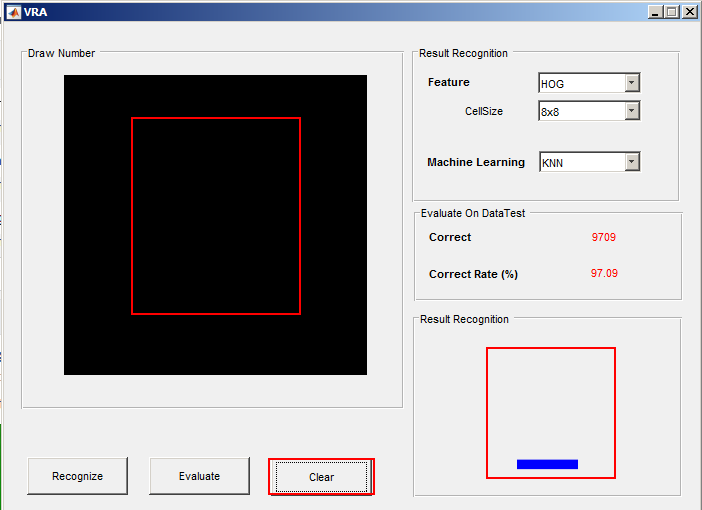 VRA
Draw Number
Result Recognition
Feature
HOG
CellSize
8x8
Machine Learning
KNN
Evaluate On DataTest
Correct
9709
Correct Rate (%)
97.09
Result Recognition
Recognize
Evaluate
Clear